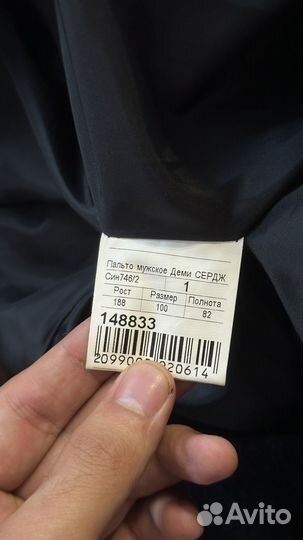 Пальто мужское Деми СЕРДЖ
Син746/2 1
Рост Размер Полнота
188 100 82
148833
Avito